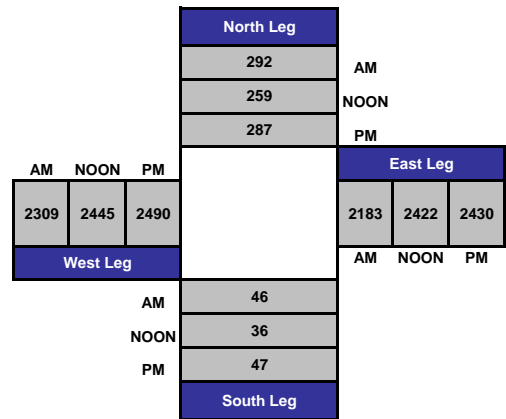 North Leg
292
AM
259
NOON
287
PM
AM NOON PM
East Leg
2309 2445 2490
2183 2422 2430
West Leg
AM NOON PM
AM
46
NOON
36
PM
47
South Leg